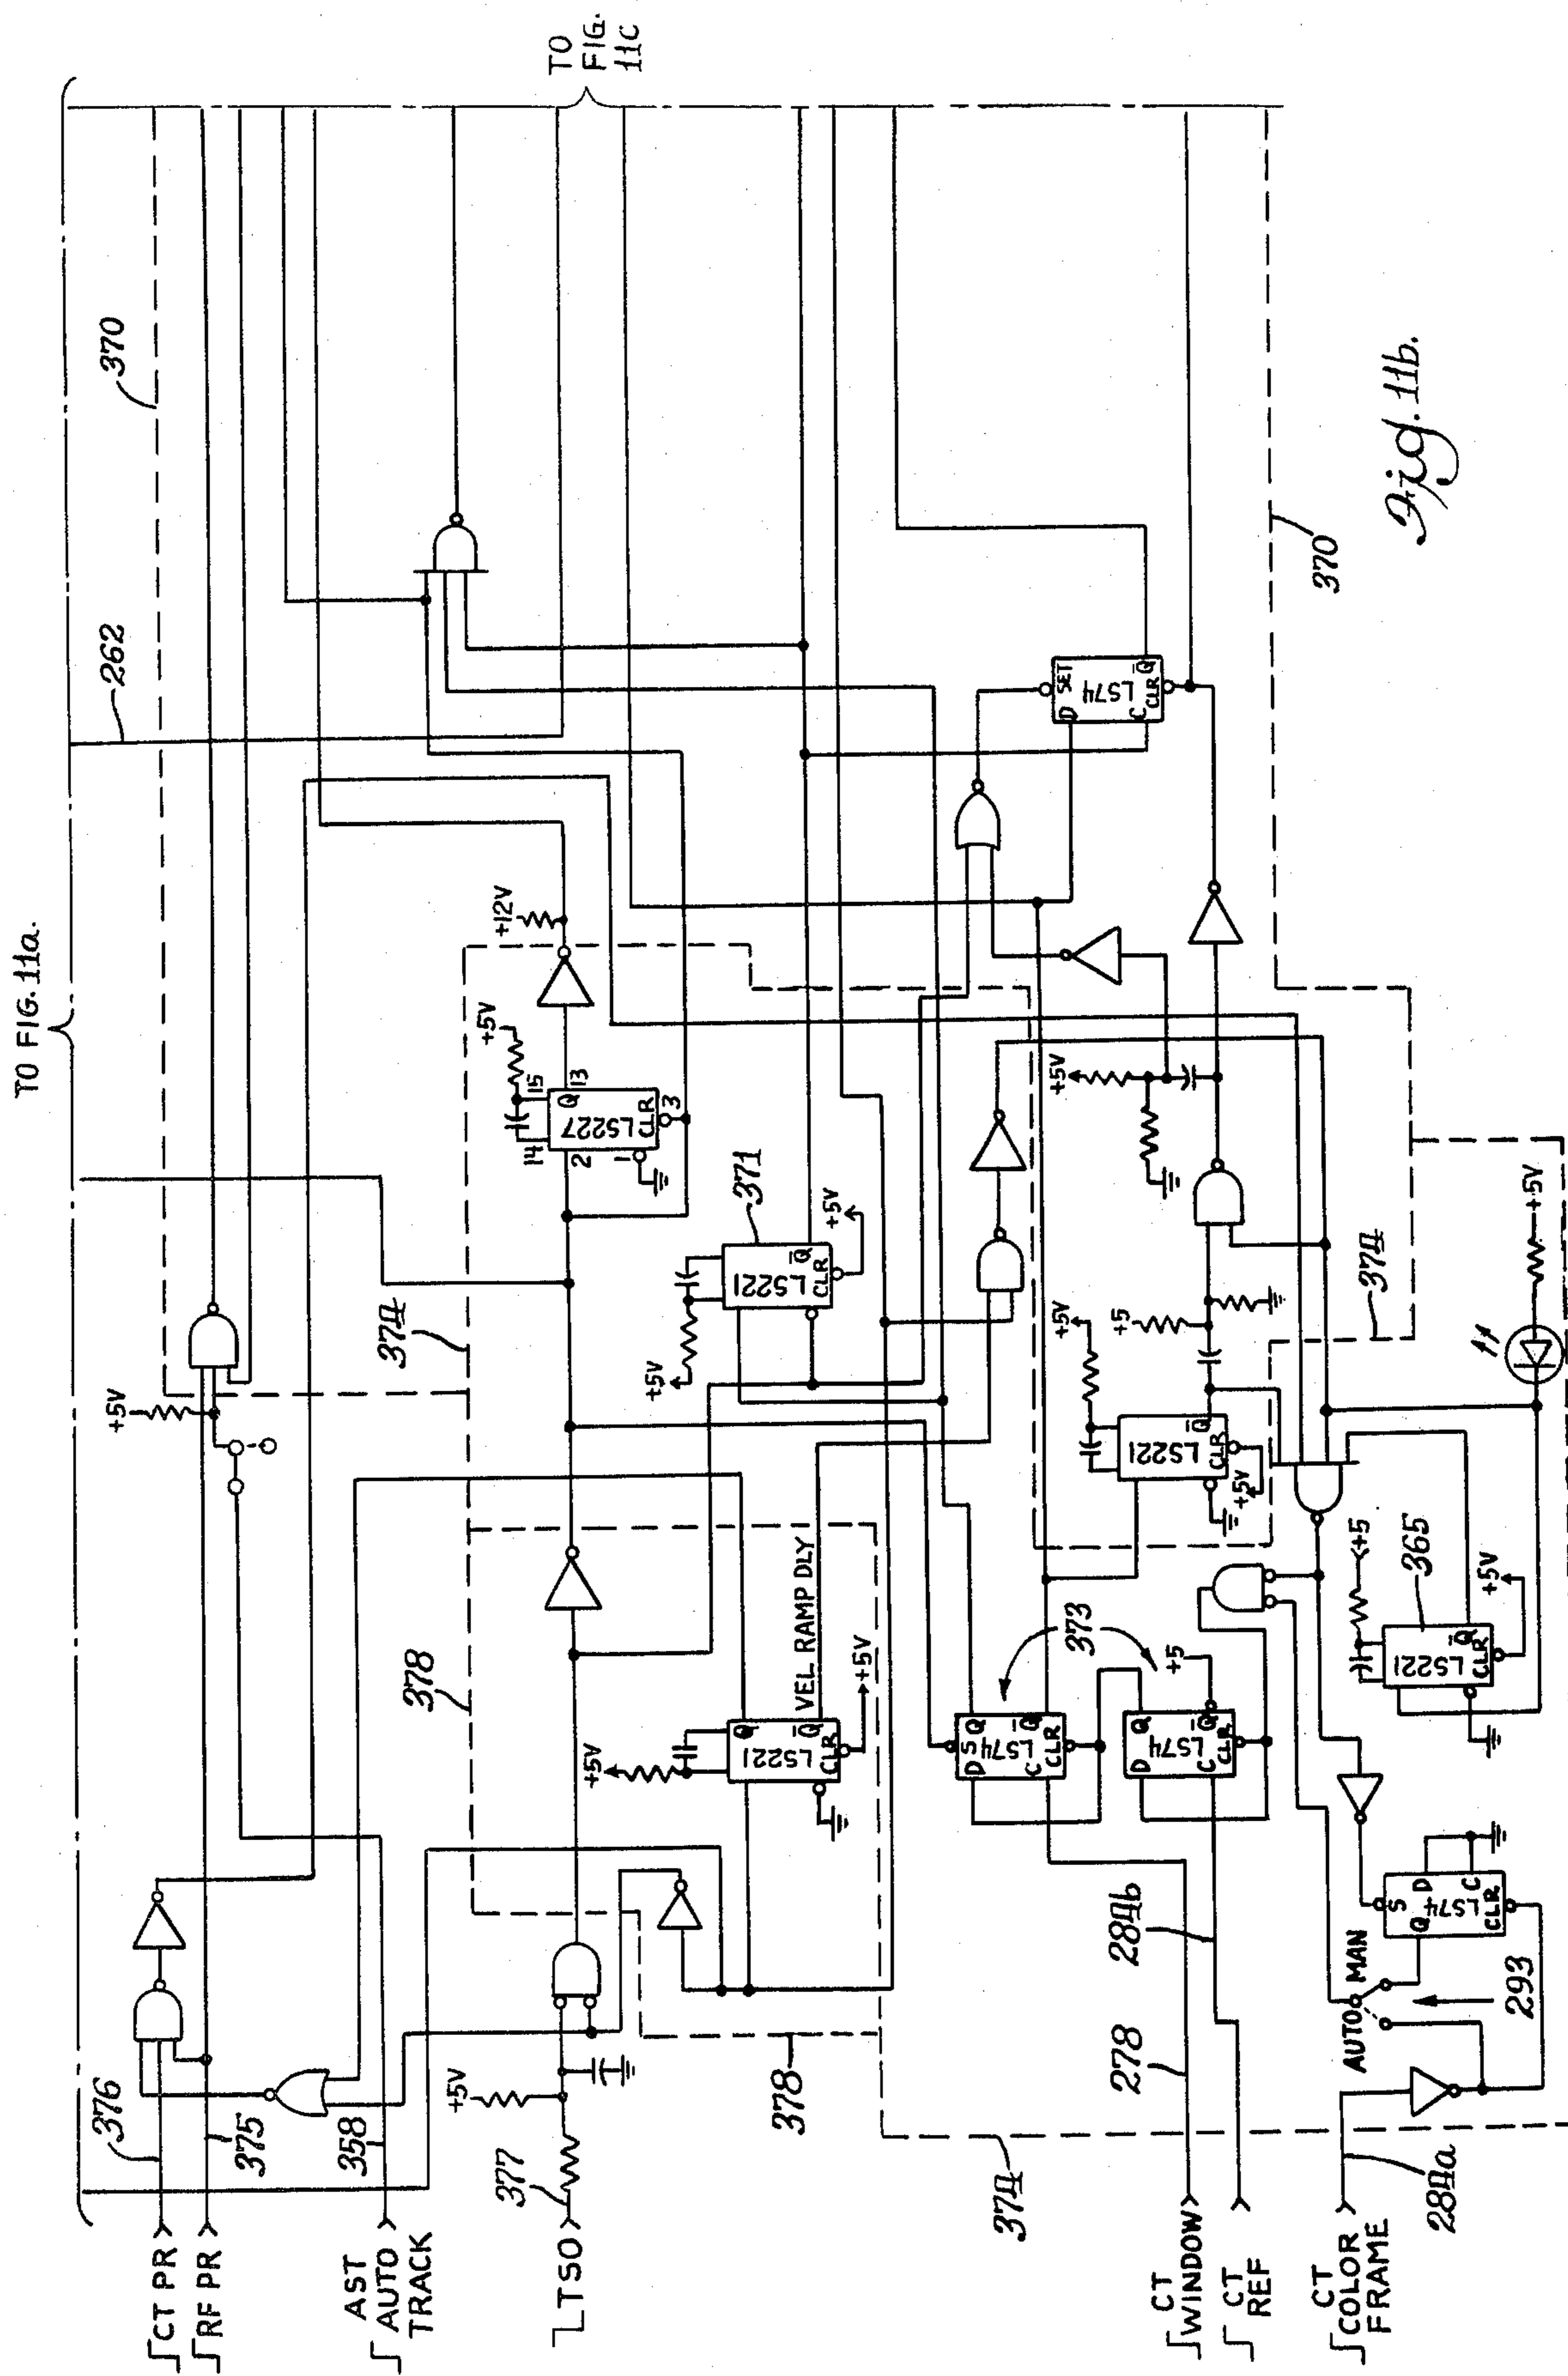 TO FIG. 11a.
TO
FIG.
11C
370
262
CT PR
376
RF PR
375
+5V
358
AST
AUTO
TRACK
+12V
+5V
14
15
Q
13
2
LS227
1
CLR
3
374
378
377
LTSO
+5V
+5V
Q
LS221
Q
CLR
VEL RAMP DLY
+5V
371
+5V
LS221
Q
CLR
+5V
378
374
S
D
Q
LS74
C
Q
CLR
373
D
Q
LS74
C
Q
CLR
+5
SET
D
LS74
C
CLR
Q
+5V
+5V
LS221
Q
CLR
+5V
+5
374
370
CT
WINDOW
278
CT
REF
284b
CT
COLOR
FRAME
284a
AUTO
MAN
293
S
Q
D
LS74
C
CLR
365
+5
LS221
Q
CLR
+5V
+5V
Fig. 11b.